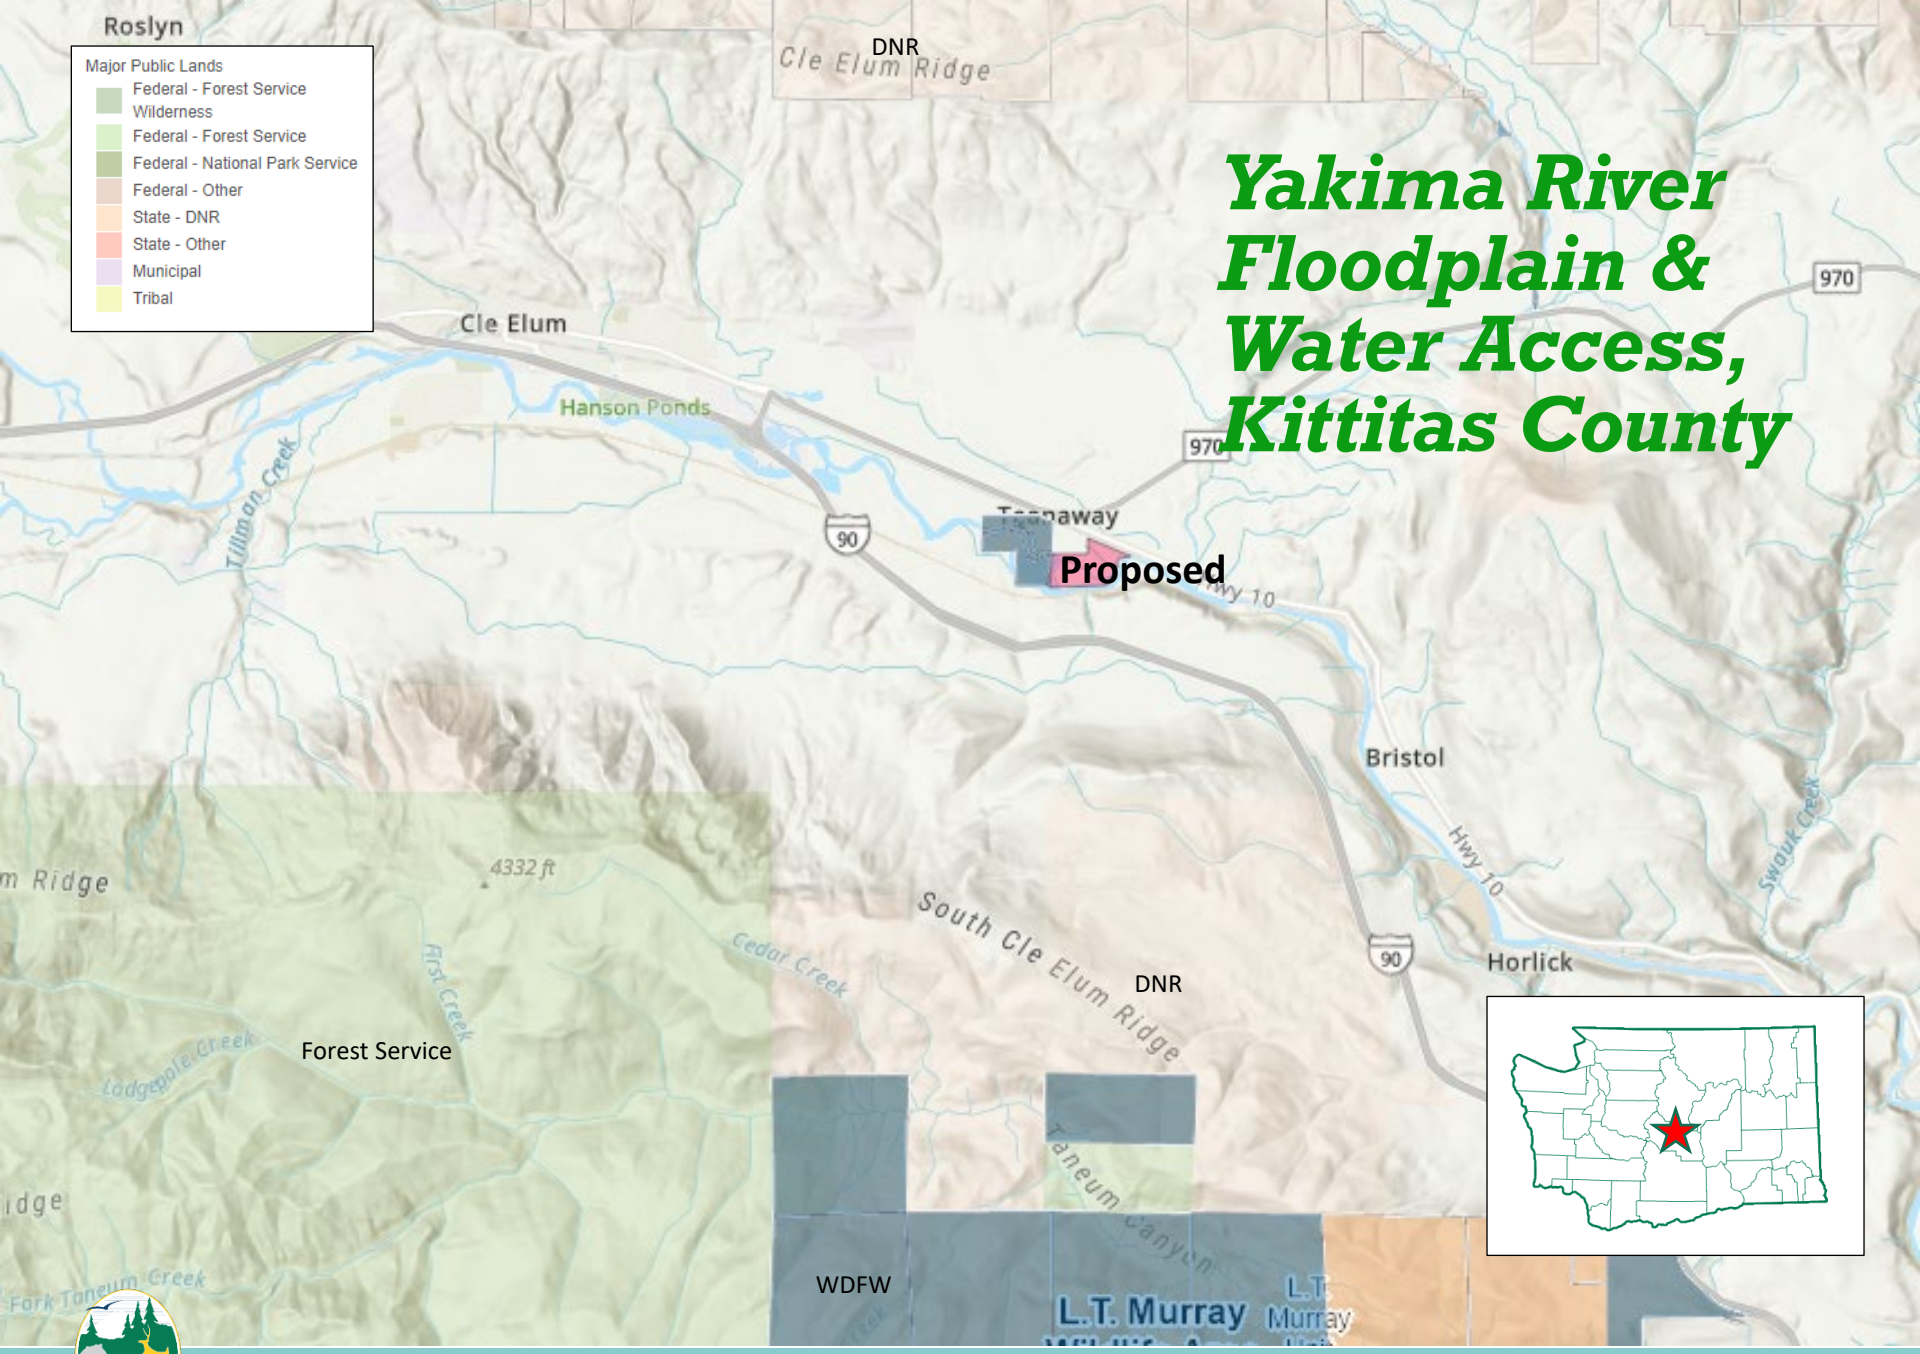 Roslyn
Major Public Lands
Federal - Forest Service
Wilderness
Federal - Forest Service
Federal - National Park Service
Federal - Other
State - DNR
State - Other
Municipal
Tribal
DNR
Cle Elum Ridge
Yakima River
Floodplain &
Water Access,
Kittitas County
970
Cle Elum
Hanson Ponds
970
Tillman Creek
90
Teanaway
Proposed
Hwy 10
Bristol
Swauk Creek
4332 ft
m Ridge
Hwy 10
South Cle Elum Ridge
First Creek
Cedar Creek
90
Horlick
DNR
Lodgepole Creek
Forest Service
Taneum Canyon
idge
Fork Taneum Creek
WDFW
L.T. Murray
L.T.
Murray